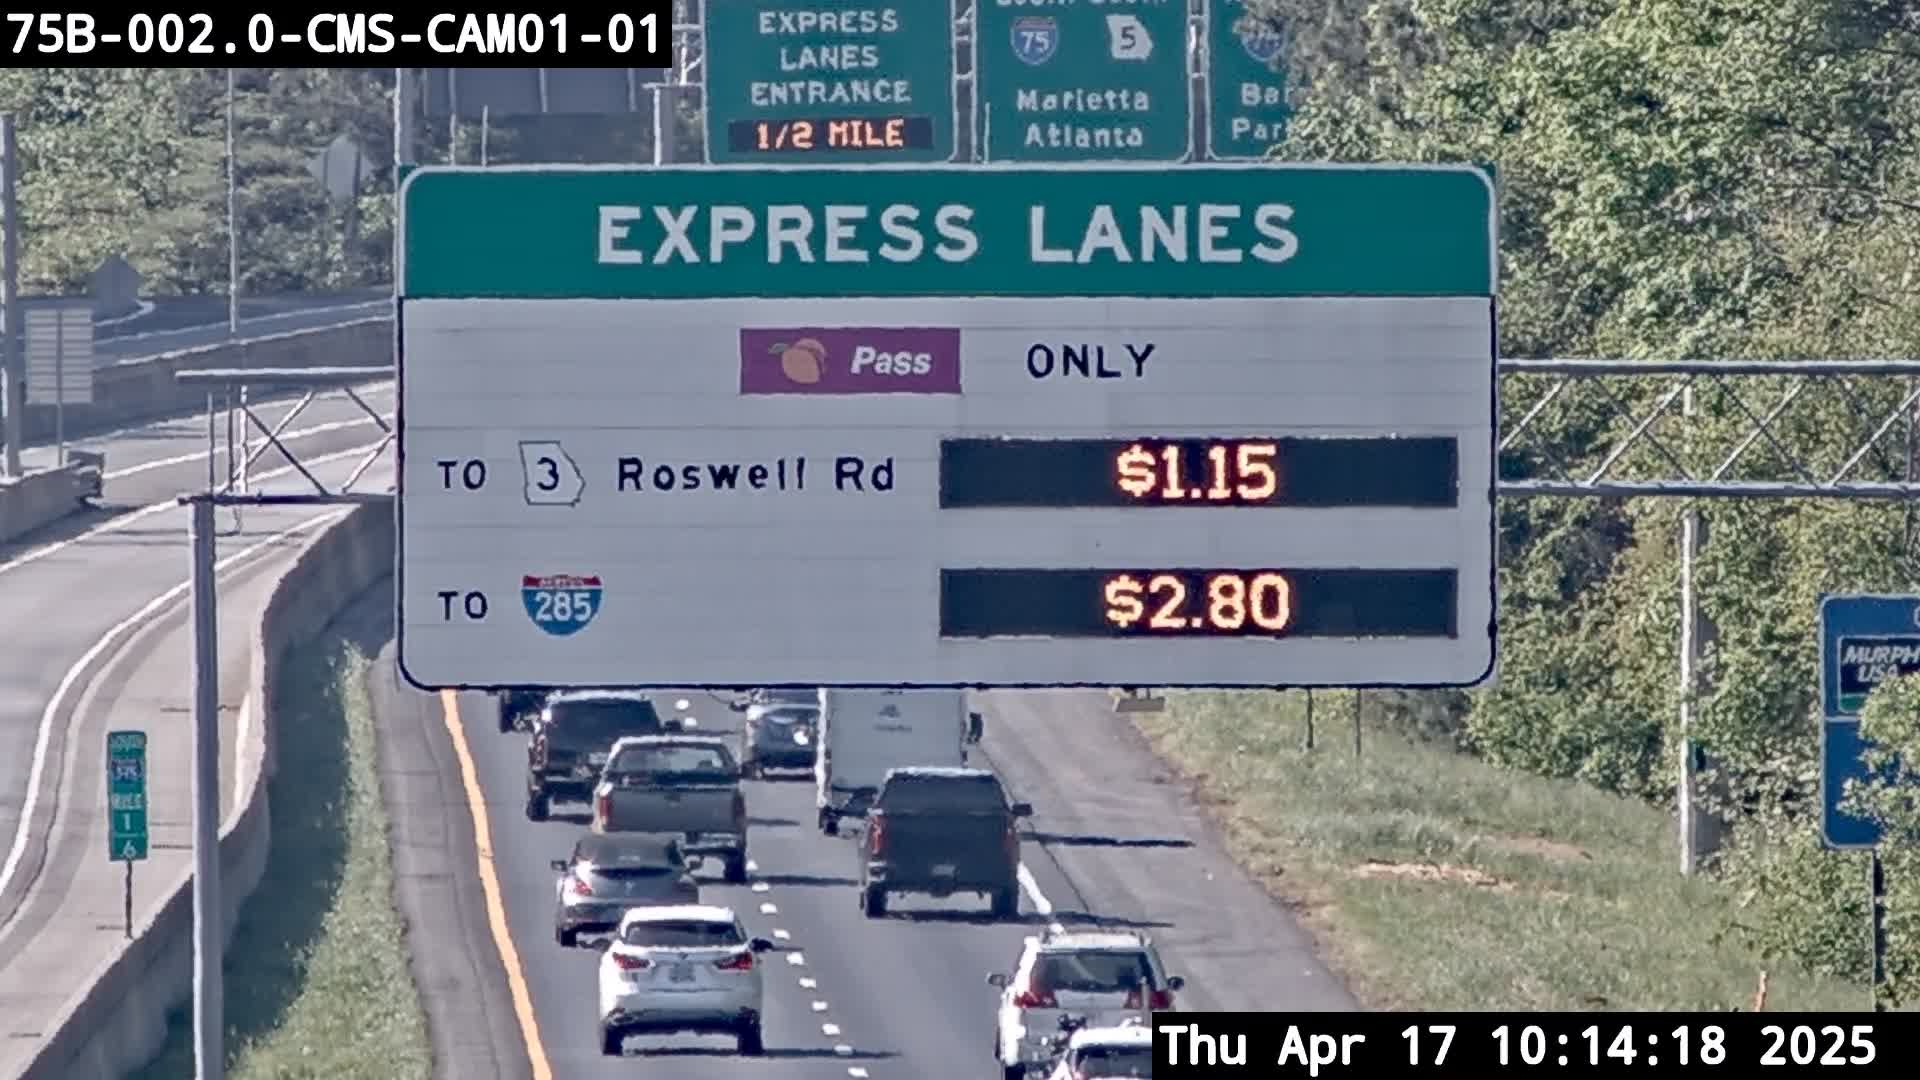 75B-002.0-CMS-CAM01-01
EXPRESS
LANES
ENTRANCE
1/2 MILE
75 5
Marietta
Atlanta
EXPRESS LANES
Pass ONLY
TO 3 Roswell Rd $1.15
TO 285 $2.80
MILE
1
6
Thu Apr 17 10:14:18 2025